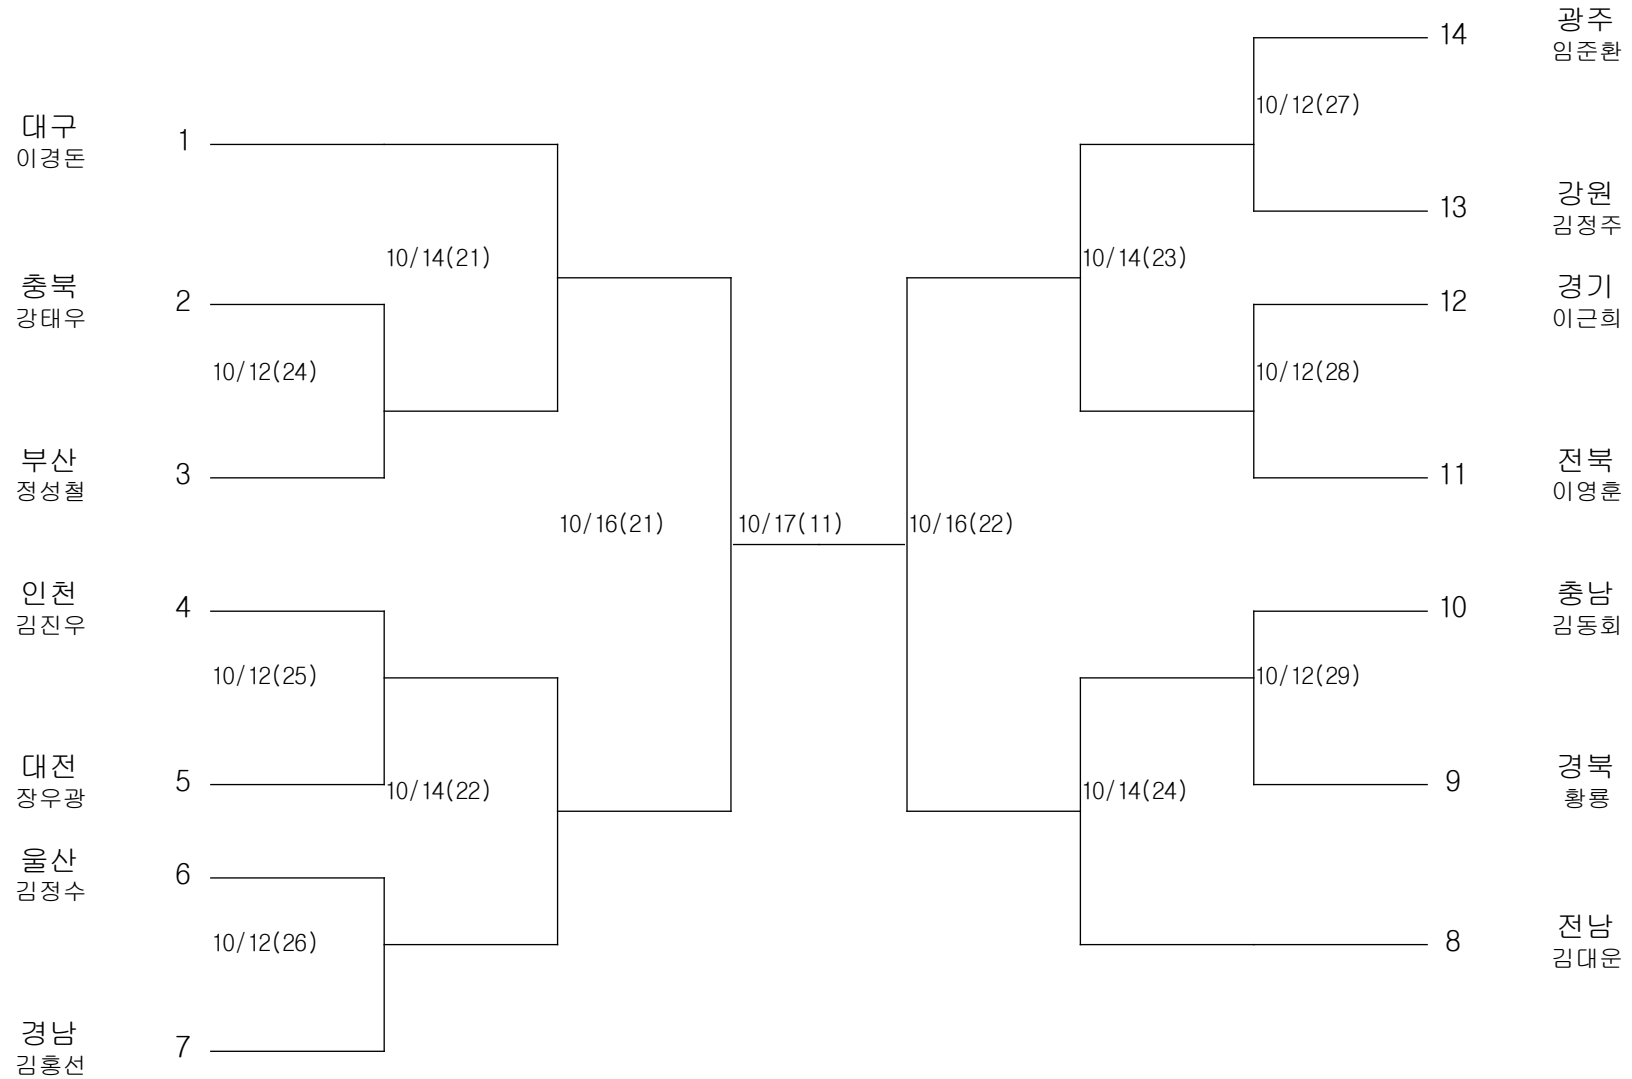 대구
이경돈
1
10/14(21)
충북
강태우
2
10/12(24)
부산
정성철
3
10/16(21)
인천
김진우
4
10/12(25)
대전
장우광
5
10/14(22)
울산
김정수
6
10/12(26)
경남
김홍선
7
10/17(11)
14
광주
임준환
10/12(27)
13
강원
김정주
10/14(23)
12
경기
이근희
10/12(28)
11
전북
이영훈
10/16(22)
10
충남
김동회
10/12(29)
9
경북
황룡
10/14(24)
8
전남
김대운